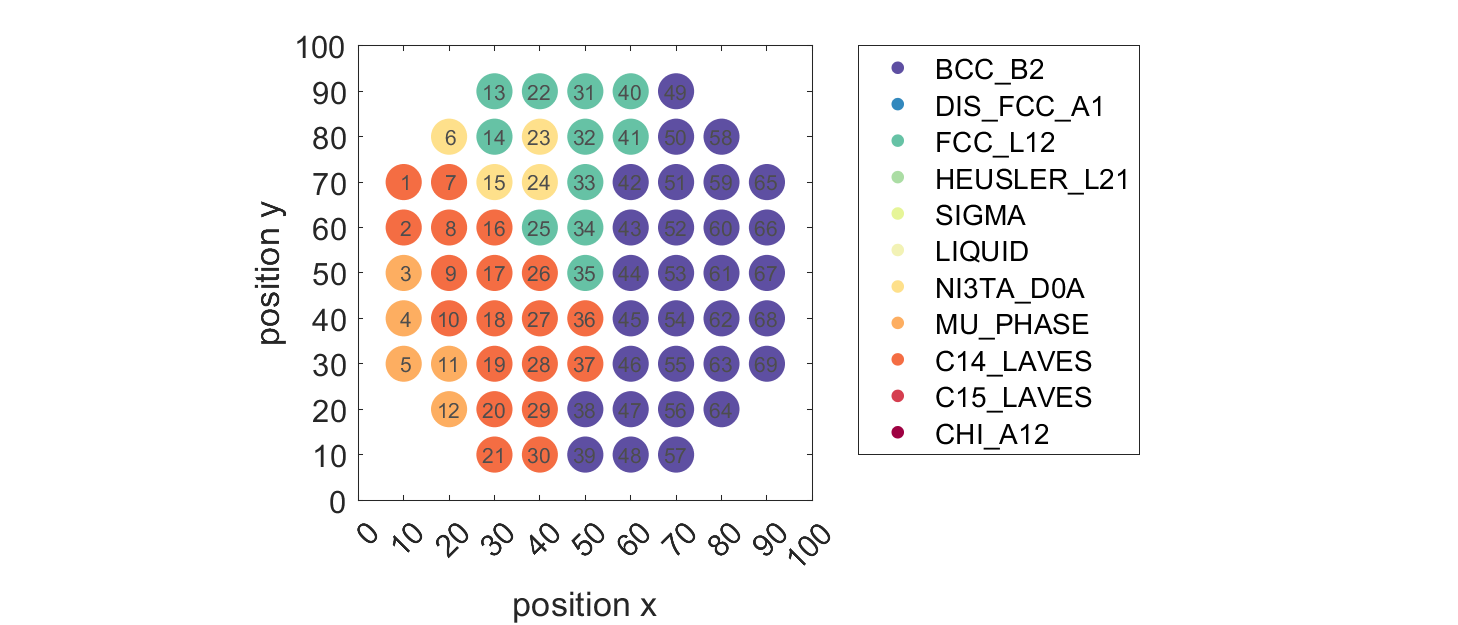 100
90 13 22 31 40 49
80 6 14 23 32 41 50 58
70 1 7 15 24 33 42 51 59 65
60 2 8 16 25 34 43 52 60 66
50 3 9 17 26 35 44 53 61 67
40 4 10 18 27 36 45 54 62 68
30 5 11 19 28 37 46 55 63 69
20 12 20 29 38 47 56 64
10 21 30 39 48 57
0
position y
0 10 20 30 40 50 60 70 80 90 100
position x
BCC_B2
DIS_FCC_A1
FCC_L12
HEUSLER_L21
SIGMA
LIQUID
NI3TA_D0A
MU_PHASE
C14_LAVES
C15_LAVES
CHI_A12